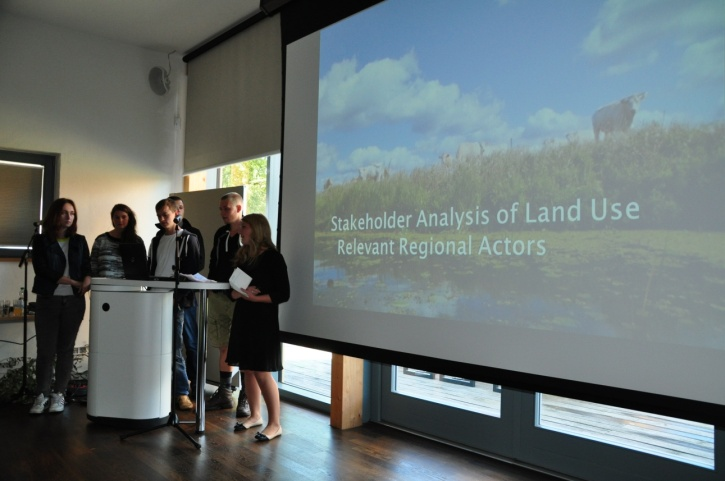 Stakeholder Analysis of Land Use
Relevant Regional Actors